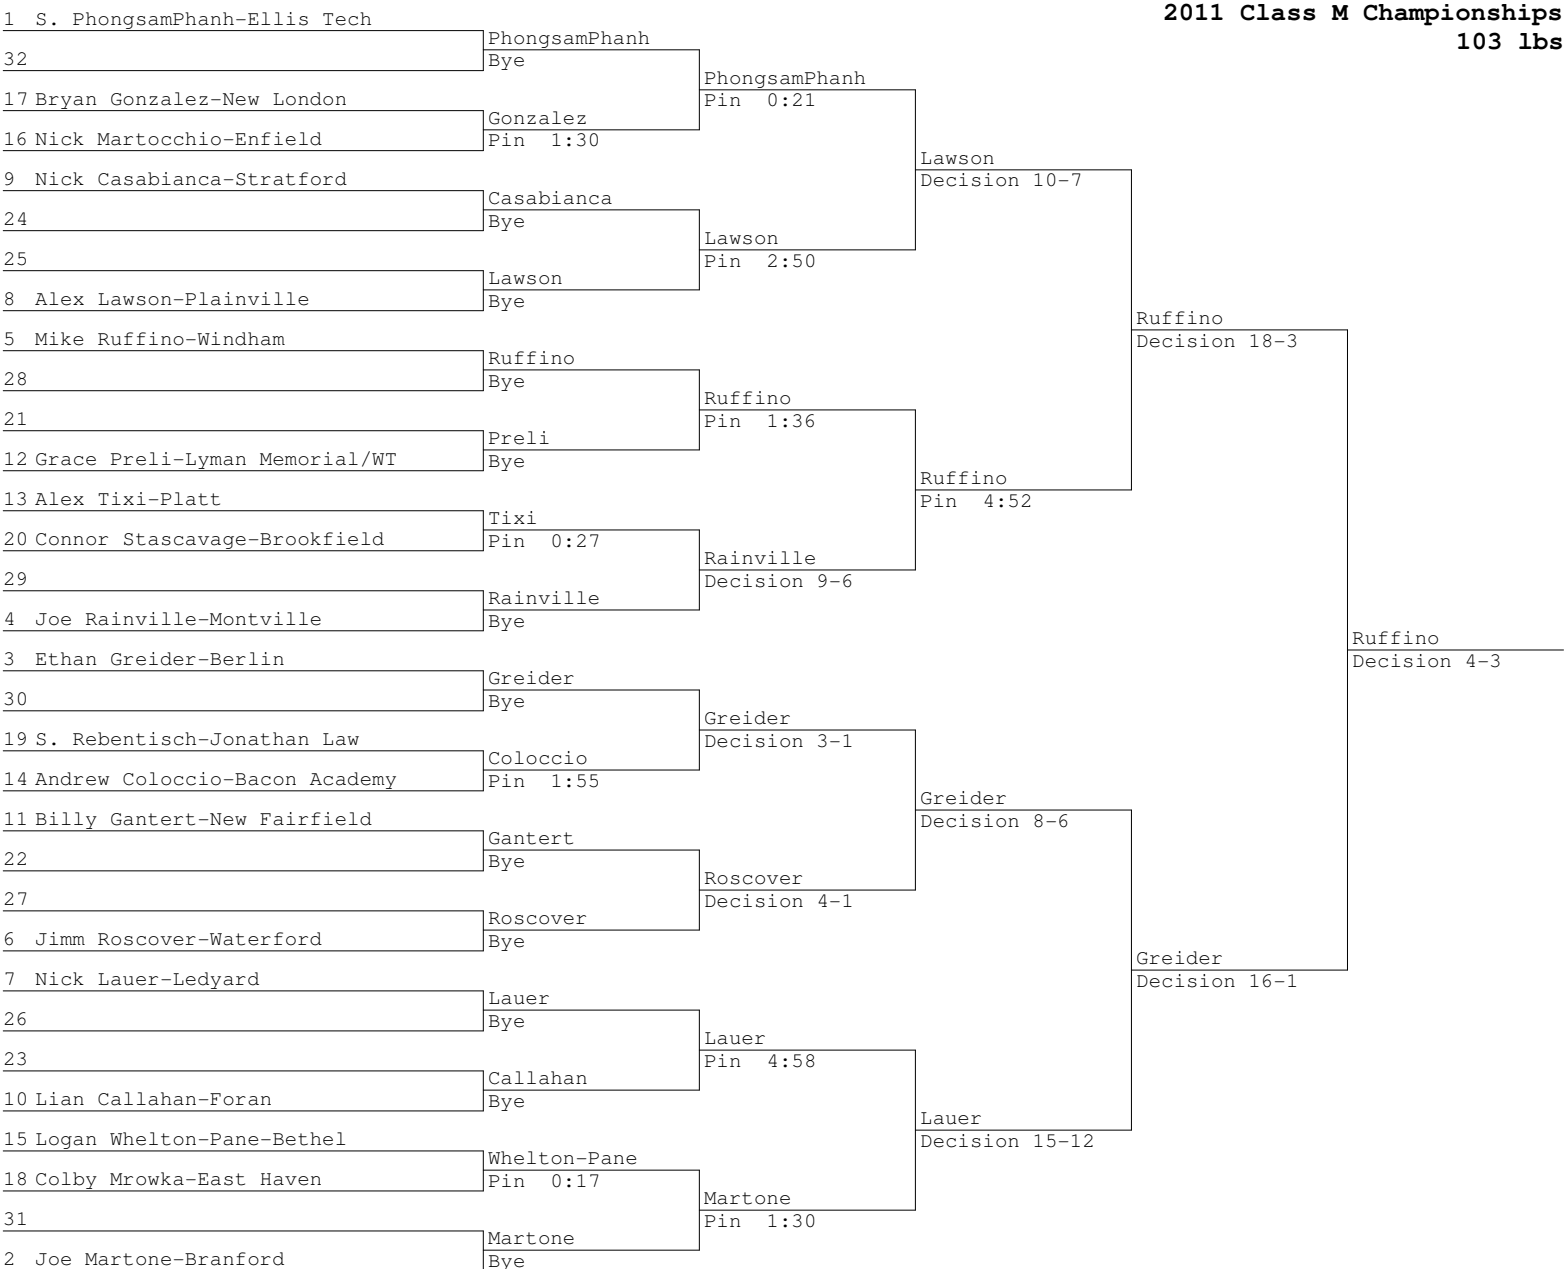 2011 Class M Championships
103 lbs
1 S. PhongsamPhanh-Ellis Tech
32
17 Bryan Gonzalez-New London
16 Nick Martocchio-Enfield
9 Nick Casabianca-Stratford
24
25
8 Alex Lawson-Plainville
5 Mike Ruffino-Windham
28
21
12 Grace Preli-Lyman Memorial/WT
13 Alex Tixi-Platt
20 Connor Stascavage-Brookfield
29
4 Joe Rainville-Montville
3 Ethan Greider-Berlin
30
19 S. Rebentisch-Jonathan Law
14 Andrew Coloccio-Bacon Academy
11 Billy Gantert-New Fairfield
22
27
6 Jimm Roscover-Waterford
7 Nick Lauer-Ledyard
26
23
10 Lian Callahan-Foran
15 Logan Whelton-Pane-Bethel
18 Colby Mrowka-East Haven
31
2 Joe Martone-Branford
PhongsamPhanh
Bye
Gonzalez
Pin 1:30
Casabianca
Bye
Lawson
Bye
Ruffino
Bye
Preli
Bye
Tixi
Pin 0:27
Rainville
Bye
Greider
Bye
Coloccio
Pin 1:55
Gantert
Bye
Roscover
Bye
Lauer
Bye
Callahan
Bye
Whelton-Pane
Pin 0:17
Martone
Bye
PhongsamPhanh
Pin 0:21
Lawson
Pin 2:50
Ruffino
Pin 1:36
Rainville
Decision 9-6
Greider
Decision 3-1
Roscover
Decision 4-1
Lauer
Pin 4:58
Martone
Pin 1:30
Lawson
Decision 10-7
Ruffino
Pin 4:52
Greider
Decision 8-6
Lauer
Decision 15-12
Ruffino
Decision 18-3
Greider
Decision 16-1
Ruffino
Decision 4-3